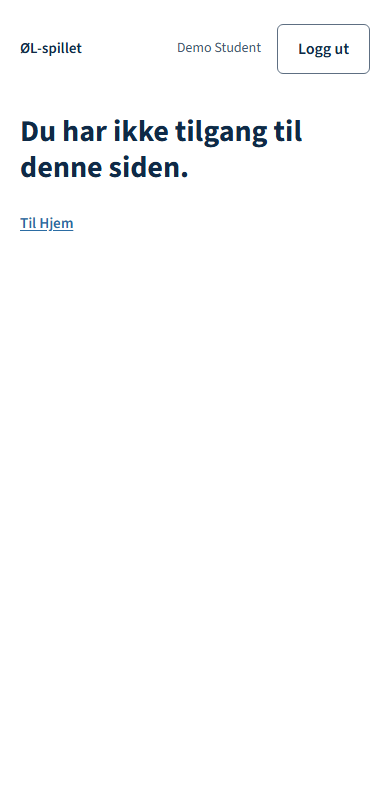 ØL-spillet
Demo Student
Logg ut
Du har ikke tilgang til
denne siden.
Til Hjem